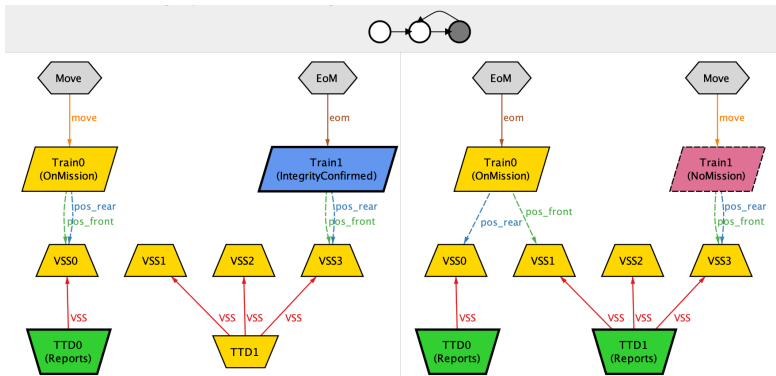 Move
EoM
move
eom
Train0
(OnMission)
Train1
(IntegrityConfirmed)
pos_rear
pos_front
pos_rear
pos_front
VSS0
VSS1
VSS2
VSS3
VSS
VSS
VSS
VSS
TTD0
(Reports)
TTD1
EoM
Move
eom
move
Train0
(OnMission)
Train1
(NoMission)
pos_rear
pos_front
pos_rear
pos_front
VSS0
VSS1
VSS2
VSS3
VSS
VSS
VSS
VSS
TTD0
(Reports)
TTD1
(Reports)